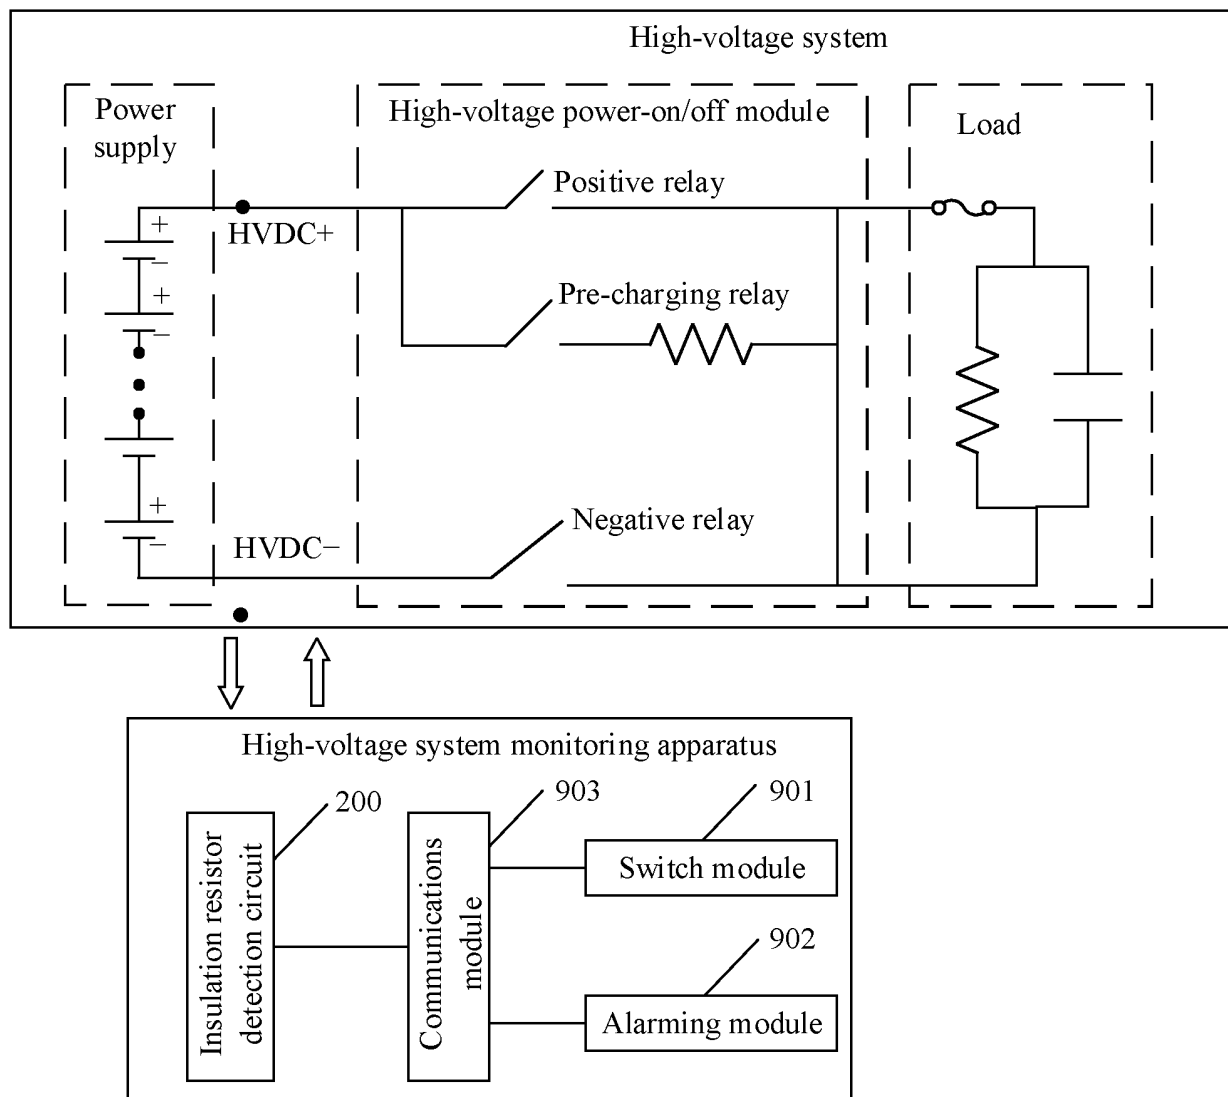 High-voltage system
Power
supply
High-voltage power-on/off module
Load
Positive relay
+
HVDC+
−
Pre-charging relay
+
−
Negative relay
+
HVDC−
−
High-voltage system monitoring apparatus
200
903
901
Insulation resistor
detection circuit
Communications
module
Switch module
902
Alarming module